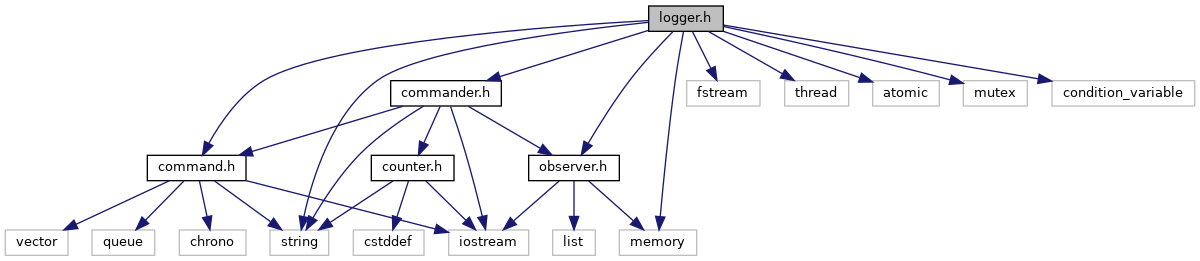 logger.h
commander.h
fstream
thread
atomic
mutex
condition_variable
command.h
counter.h
observer.h
vector
queue
chrono
string
cstddef
iostream
list
memory